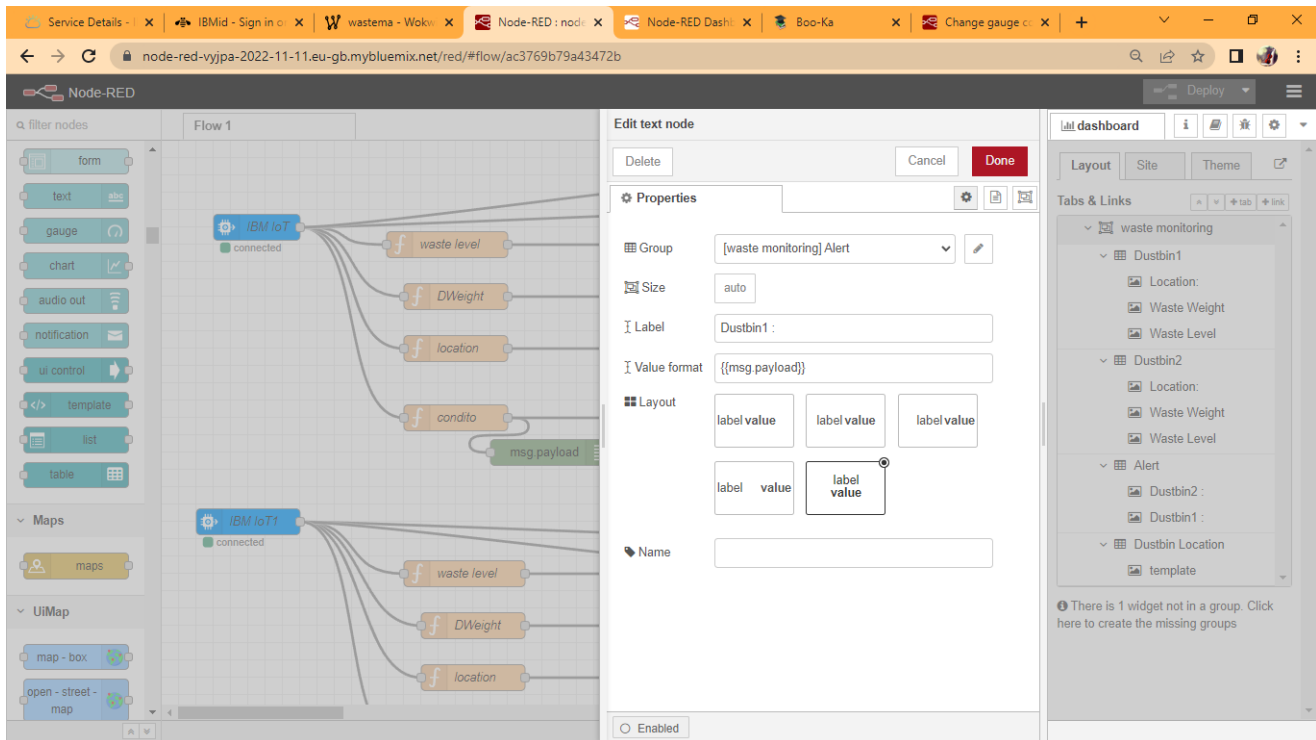 Service Details - I
IBMid - Sign in or
wastema - Wokw
Node-RED : node
Node-RED Dashb
Boo-Ka
Change gauge co
node-red-vyjpa-2022-11-11.eu-gb.mybluemix.net/red/#flow/ac3769b79a43472b
Node-RED
Deploy
filter nodes
form
text
abc
gauge
chart
audio out
notification
ui control
template
list
table
Maps
maps
UiMap
map - box
open - street -
map
Flow 1
IBM IoT
connected
waste level
DWeight
location
condito
msg.payload
IBM IoT1
connected
waste level
DWeight
location
Edit text node
Delete
Cancel
Done
Properties
Group
[waste monitoring] Alert
Size
auto
Label
Dustbin1 :
Value format
{{msg.payload}}
Layout
label value
label value
label value
label value
label
value
Name
Enabled
dashboard
i
Layout
Site
Theme
Tabs & Links
+tab
+link
waste monitoring
Dustbin1
Location:
Waste Weight
Waste Level
Dustbin2
Location:
Waste Weight
Waste Level
Alert
Dustbin2 :
Dustbin1 :
Dustbin Location
template
There is 1 widget not in a group. Click
here to create the missing groups